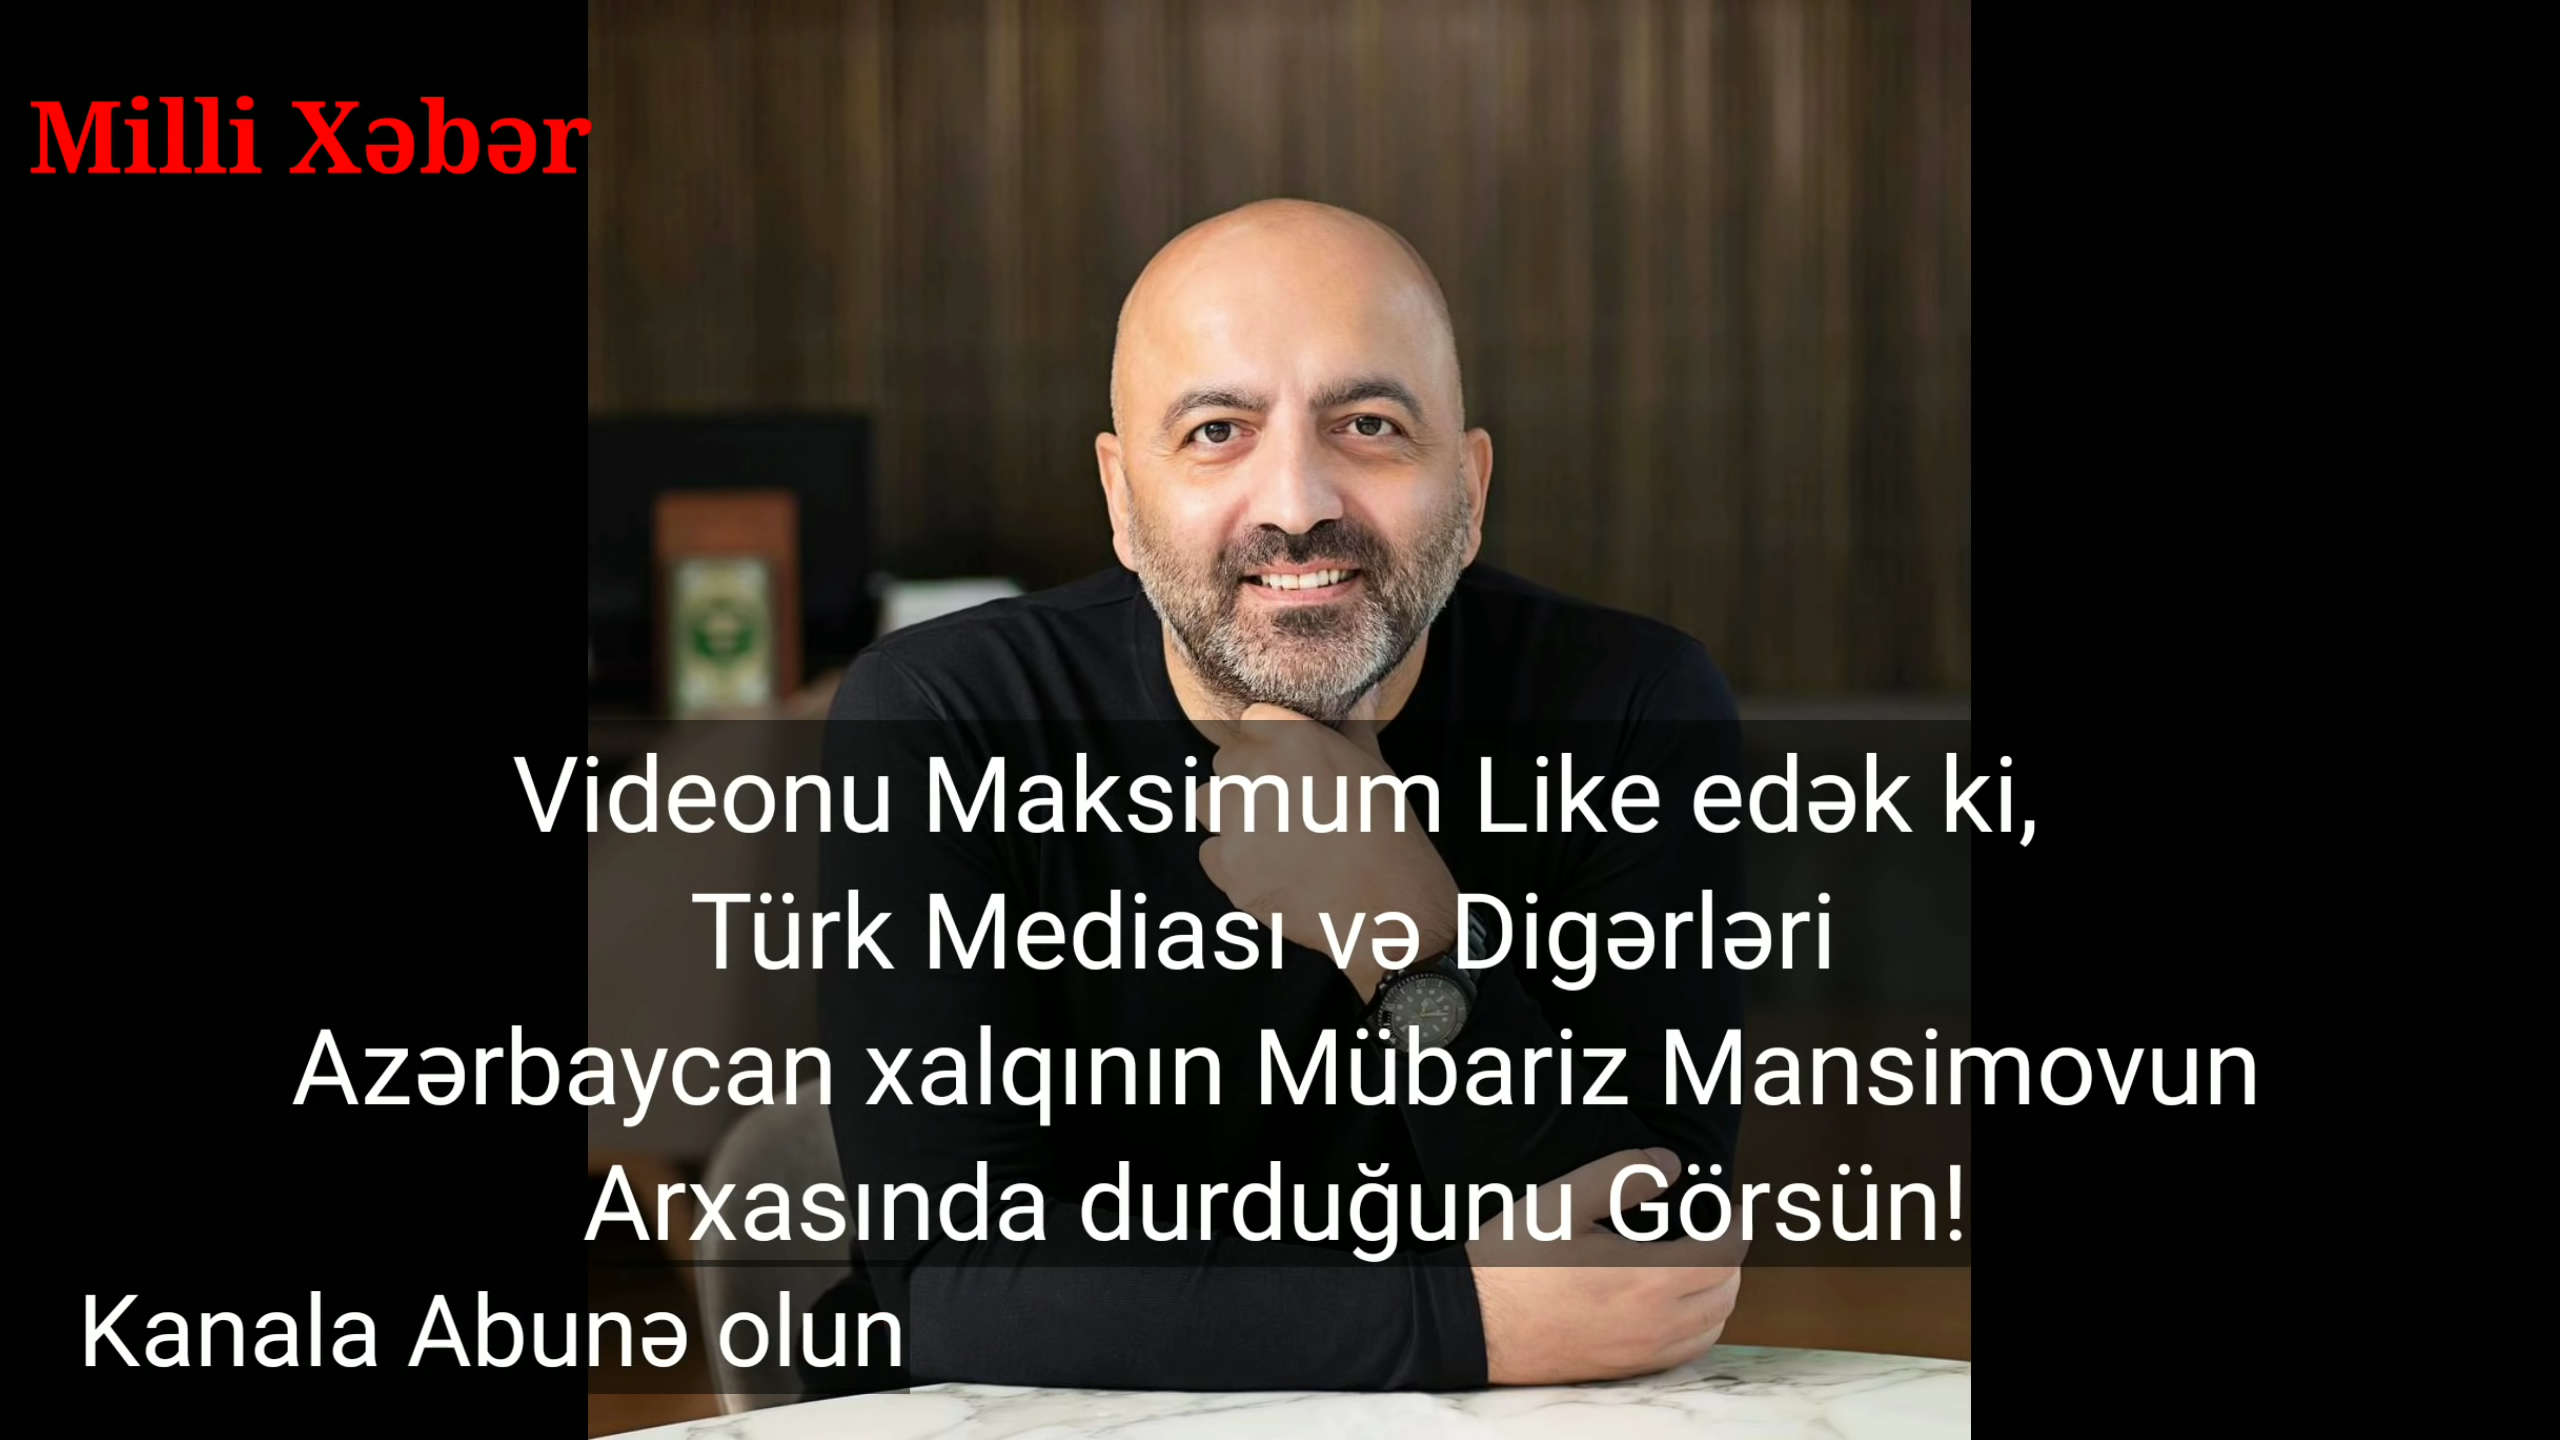 Milli Xəbər
Videonu Maksimum Like edək ki,
Türk Mediası və Digərləri
Azərbaycan xalqının Mübariz Mansimovun
Arxasında durduğunu Görsün!
Kanala Abunə olun